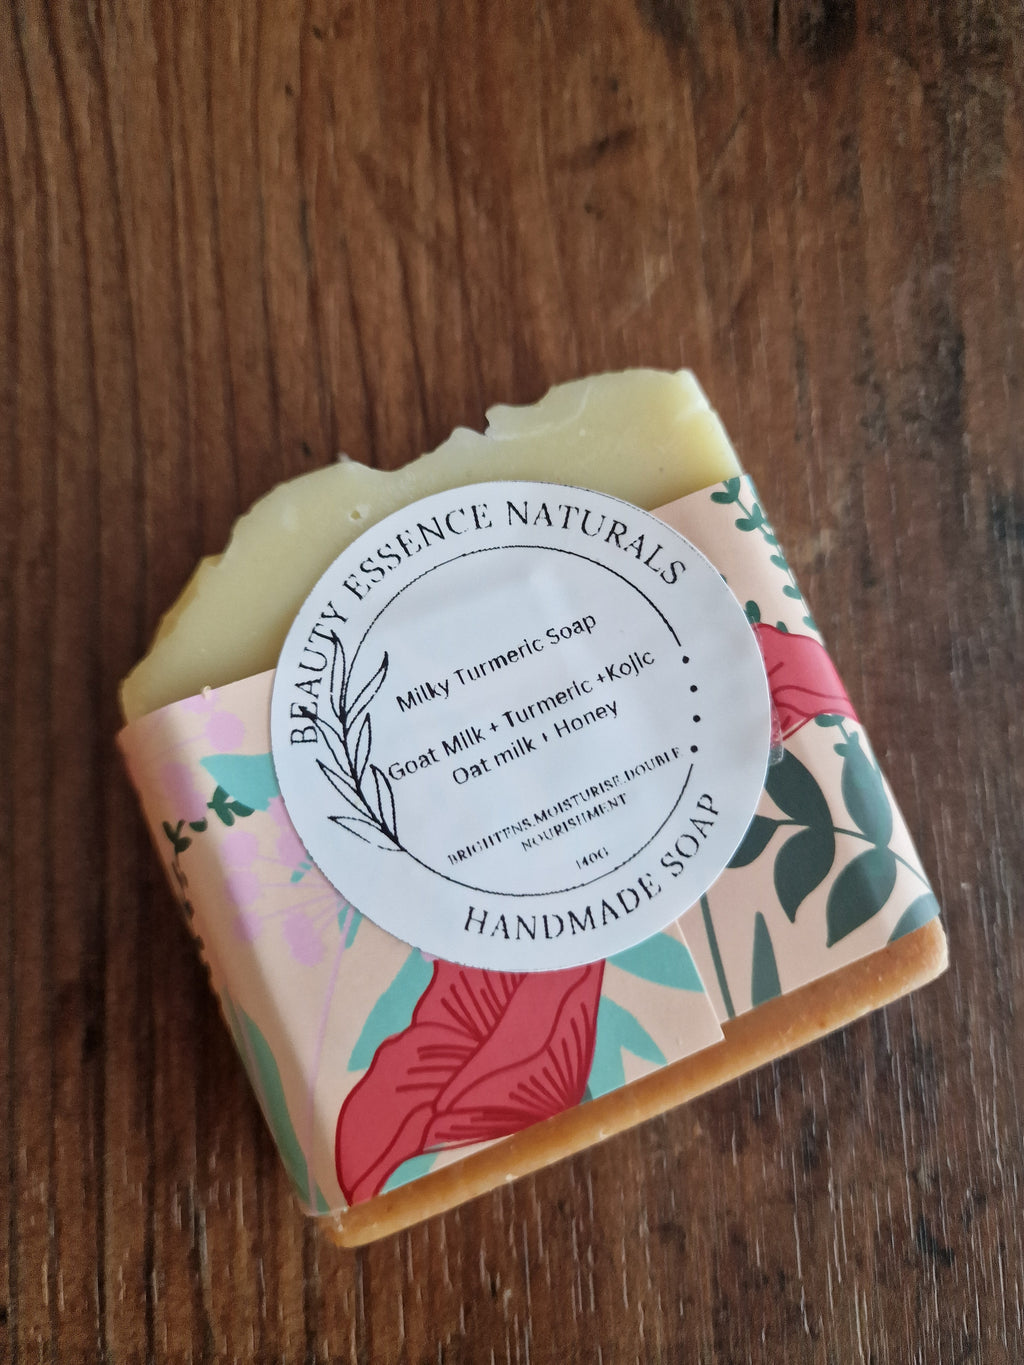 BEAUTY ESSENCE NATURALS
Milky Turmeric Soap
Goat Milk + Turmeric +Kojic
Oat milk + Honey
BRIGHTENS.MOISTURISE.DOUBLE
NOURISHMENT
140G
HANDMADE SOAP